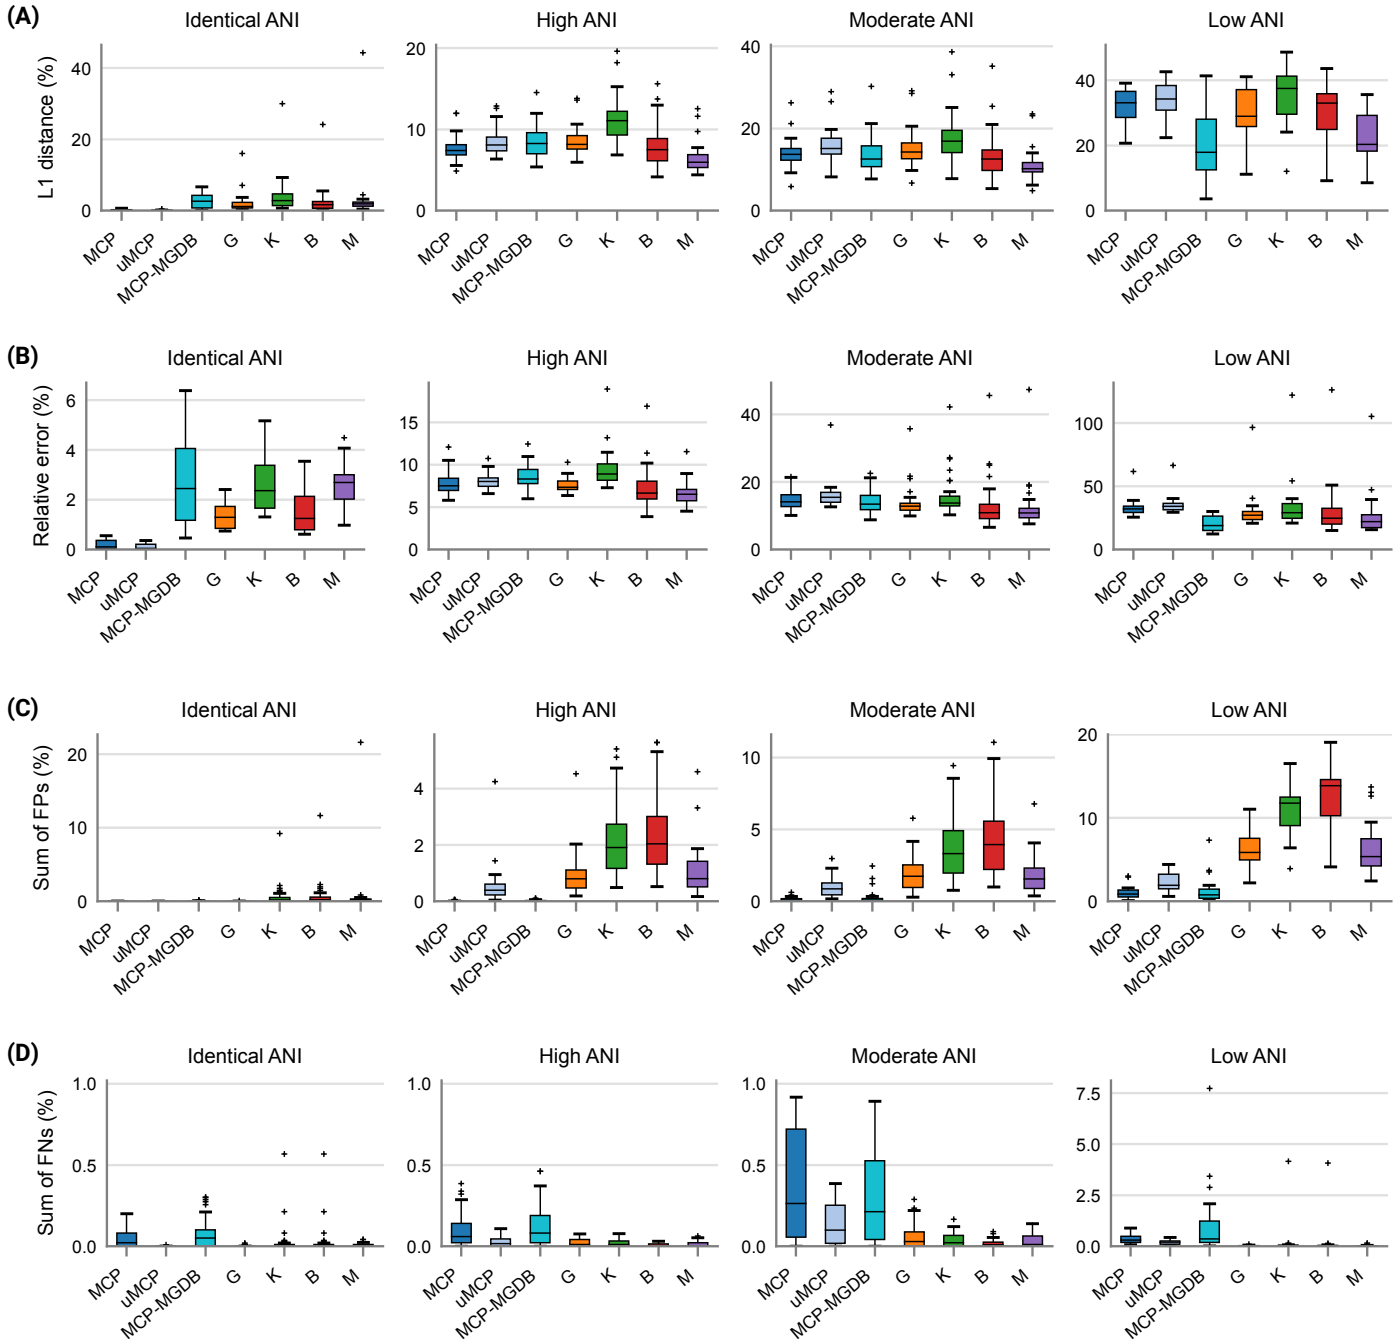 (A)
Identical ANI
High ANI
Moderate ANI
Low ANI
L1 distance (%)
40
20
0
20
10
0
40
20
0
40
20
0
MCP
uMCP
MCP-MGDB
G
K
B
M
MCP
uMCP
MCP-MGDB
G
K
B
M
MCP
uMCP
MCP-MGDB
G
K
B
M
MCP
uMCP
MCP-MGDB
G
K
B
M
(B)
Identical ANI
High ANI
Moderate ANI
Low ANI
Relative error (%)
6
4
2
0
15
10
5
0
40
20
0
100
50
0
MCP
uMCP
MCP-MGDB
G
K
B
M
MCP
uMCP
MCP-MGDB
G
K
B
M
MCP
uMCP
MCP-MGDB
G
K
B
M
MCP
uMCP
MCP-MGDB
G
K
B
M
(C)
Identical ANI
High ANI
Moderate ANI
Low ANI
Sum of FPs (%)
20
10
0
4
2
0
10
5
0
20
10
0
MCP
uMCP
MCP-MGDB
G
K
B
M
MCP
uMCP
MCP-MGDB
G
K
B
M
MCP
uMCP
MCP-MGDB
G
K
B
M
MCP
uMCP
MCP-MGDB
G
K
B
M
(D)
Identical ANI
High ANI
Moderate ANI
Low ANI
Sum of FNs (%)
1.0
0.5
0.0
1.0
0.5
0.0
1.0
0.5
0.0
7.5
5.0
2.5
0.0
MCP
uMCP
MCP-MGDB
G
K
B
M
MCP
uMCP
MCP-MGDB
G
K
B
M
MCP
uMCP
MCP-MGDB
G
K
B
M
MCP
uMCP
MCP-MGDB
G
K
B
M